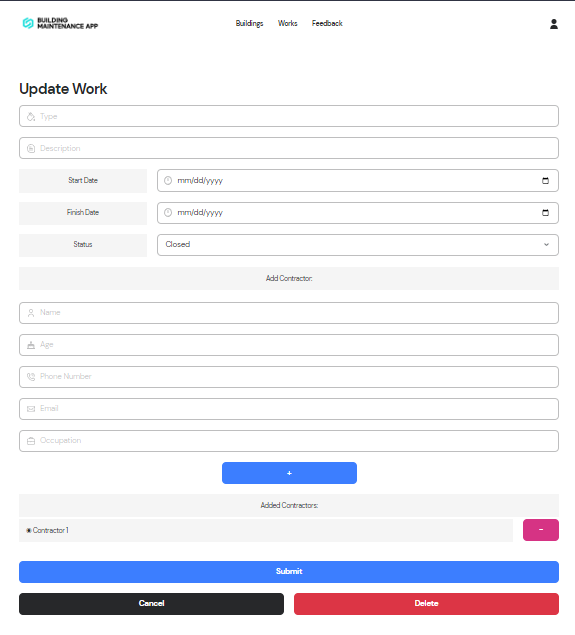 BUILDING
MAINTENANCE APP
Buildings Works Feedback
Update Work
Type
Description
Start Date mm/dd/yyyy
Finish Date mm/dd/yyyy
Status Closed
Add Contractor:
Name
Age
Phone Number
Email
Occupation
+
Added Contractors:
Contractor 1 -
Submit
Cancel Delete